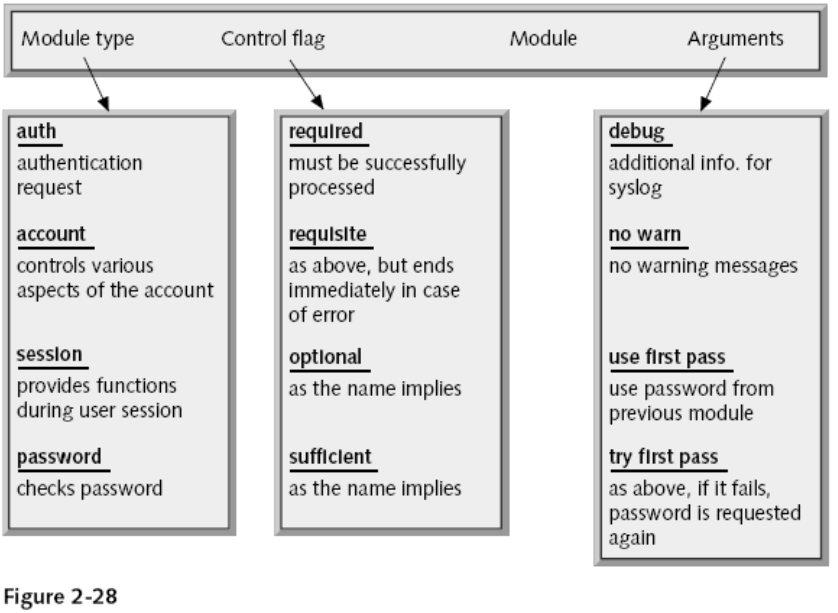 Module type Control flag Module Arguments
auth
authentication
request
account
controls various
aspects of the account
session
provides functions
during user session
password
checks password
required
must be successfully
processed
requisite
as above, but ends
immediately in case
of error
optional
as the name implies
sufficient
as the name implies
debug
additional info. for
syslog
no warn
no warning messages
use first pass
use password from
previous module
try first pass
as above, if it fails,
password is requested
again
Figure 2-28